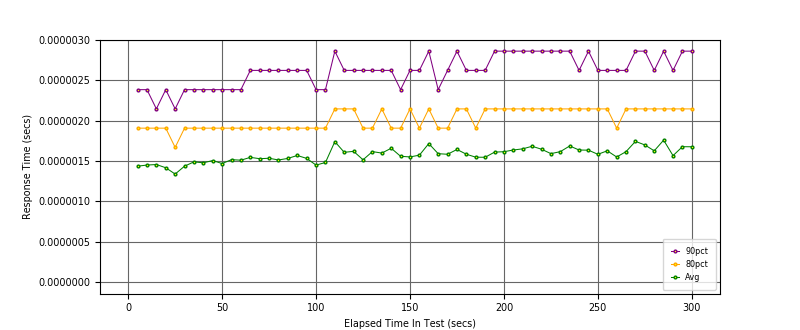 0.0000030
0.0000025
0.0000020
0.0000015
0.0000010
0.0000005
0.0000000
Response Time (secs)
90pct
80pct
Avg
0 50 100 150 200 250 300
Elapsed Time In Test (secs)